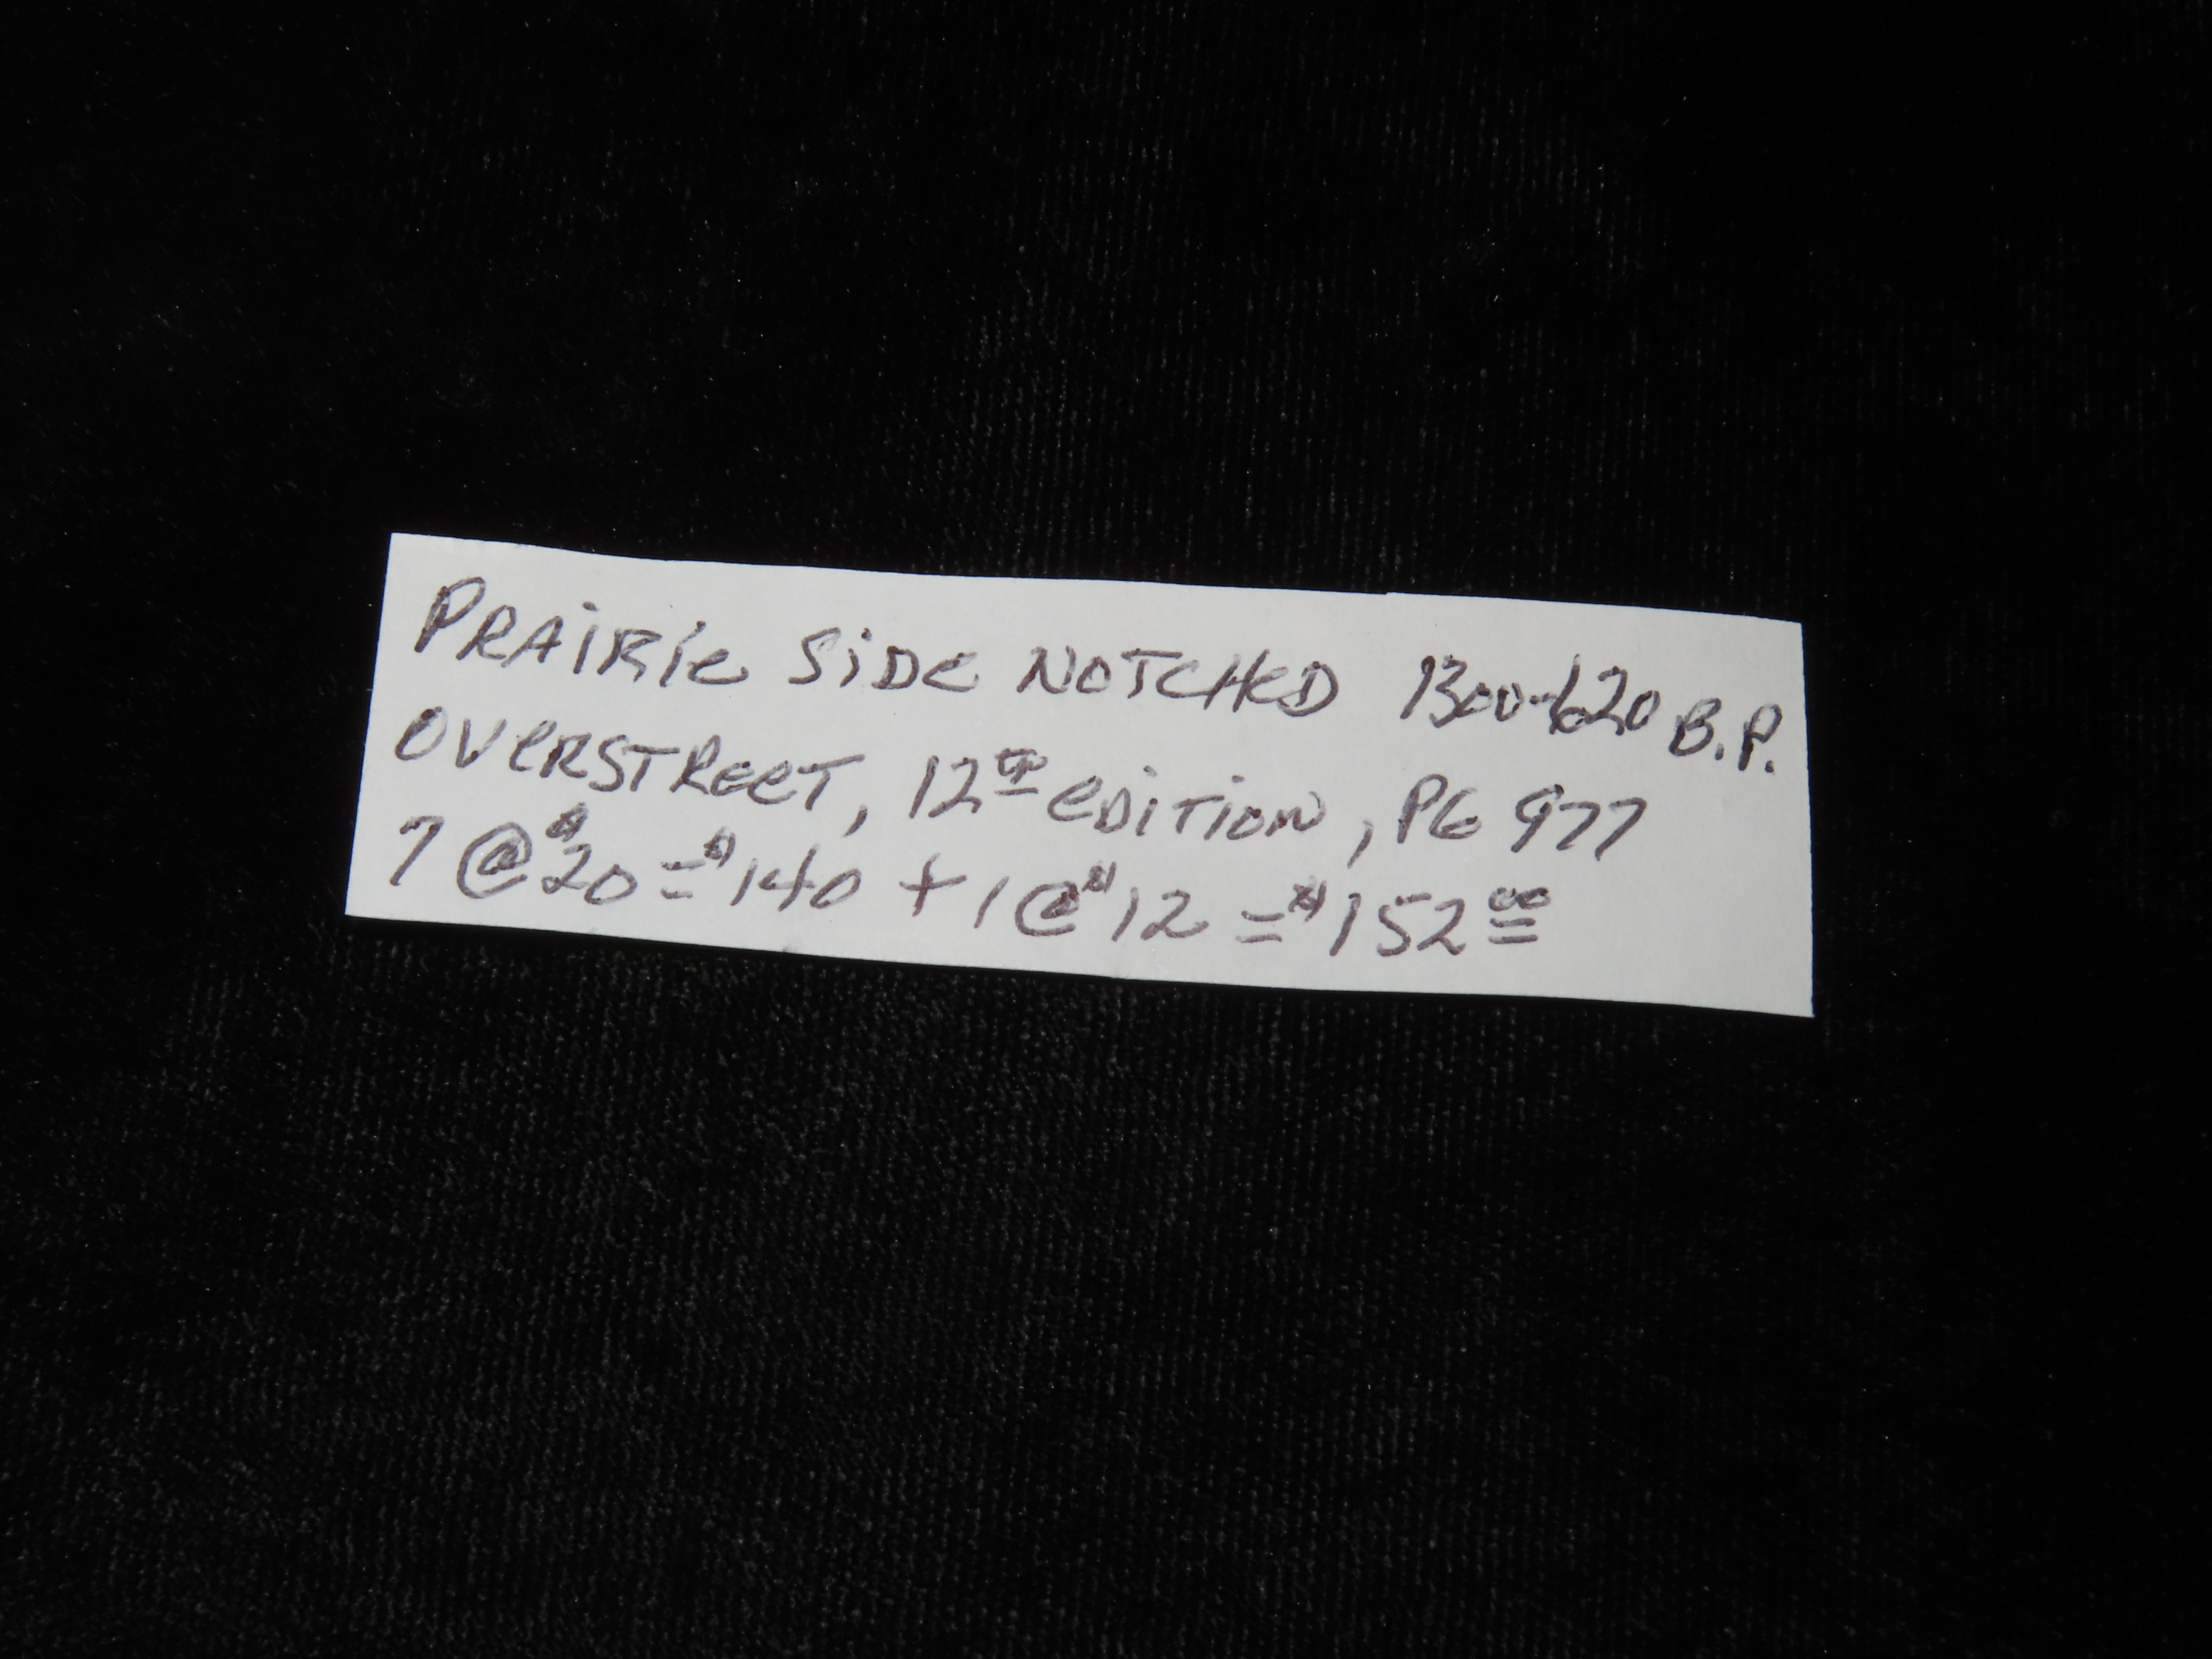 PRAiRie SiDe NOTCHeD 1300-620 B.P.
OVeRSTReeT, 12th eDiTioN, PG 977
7 @ $20 = $140 + 1 @ $12 = $152 00